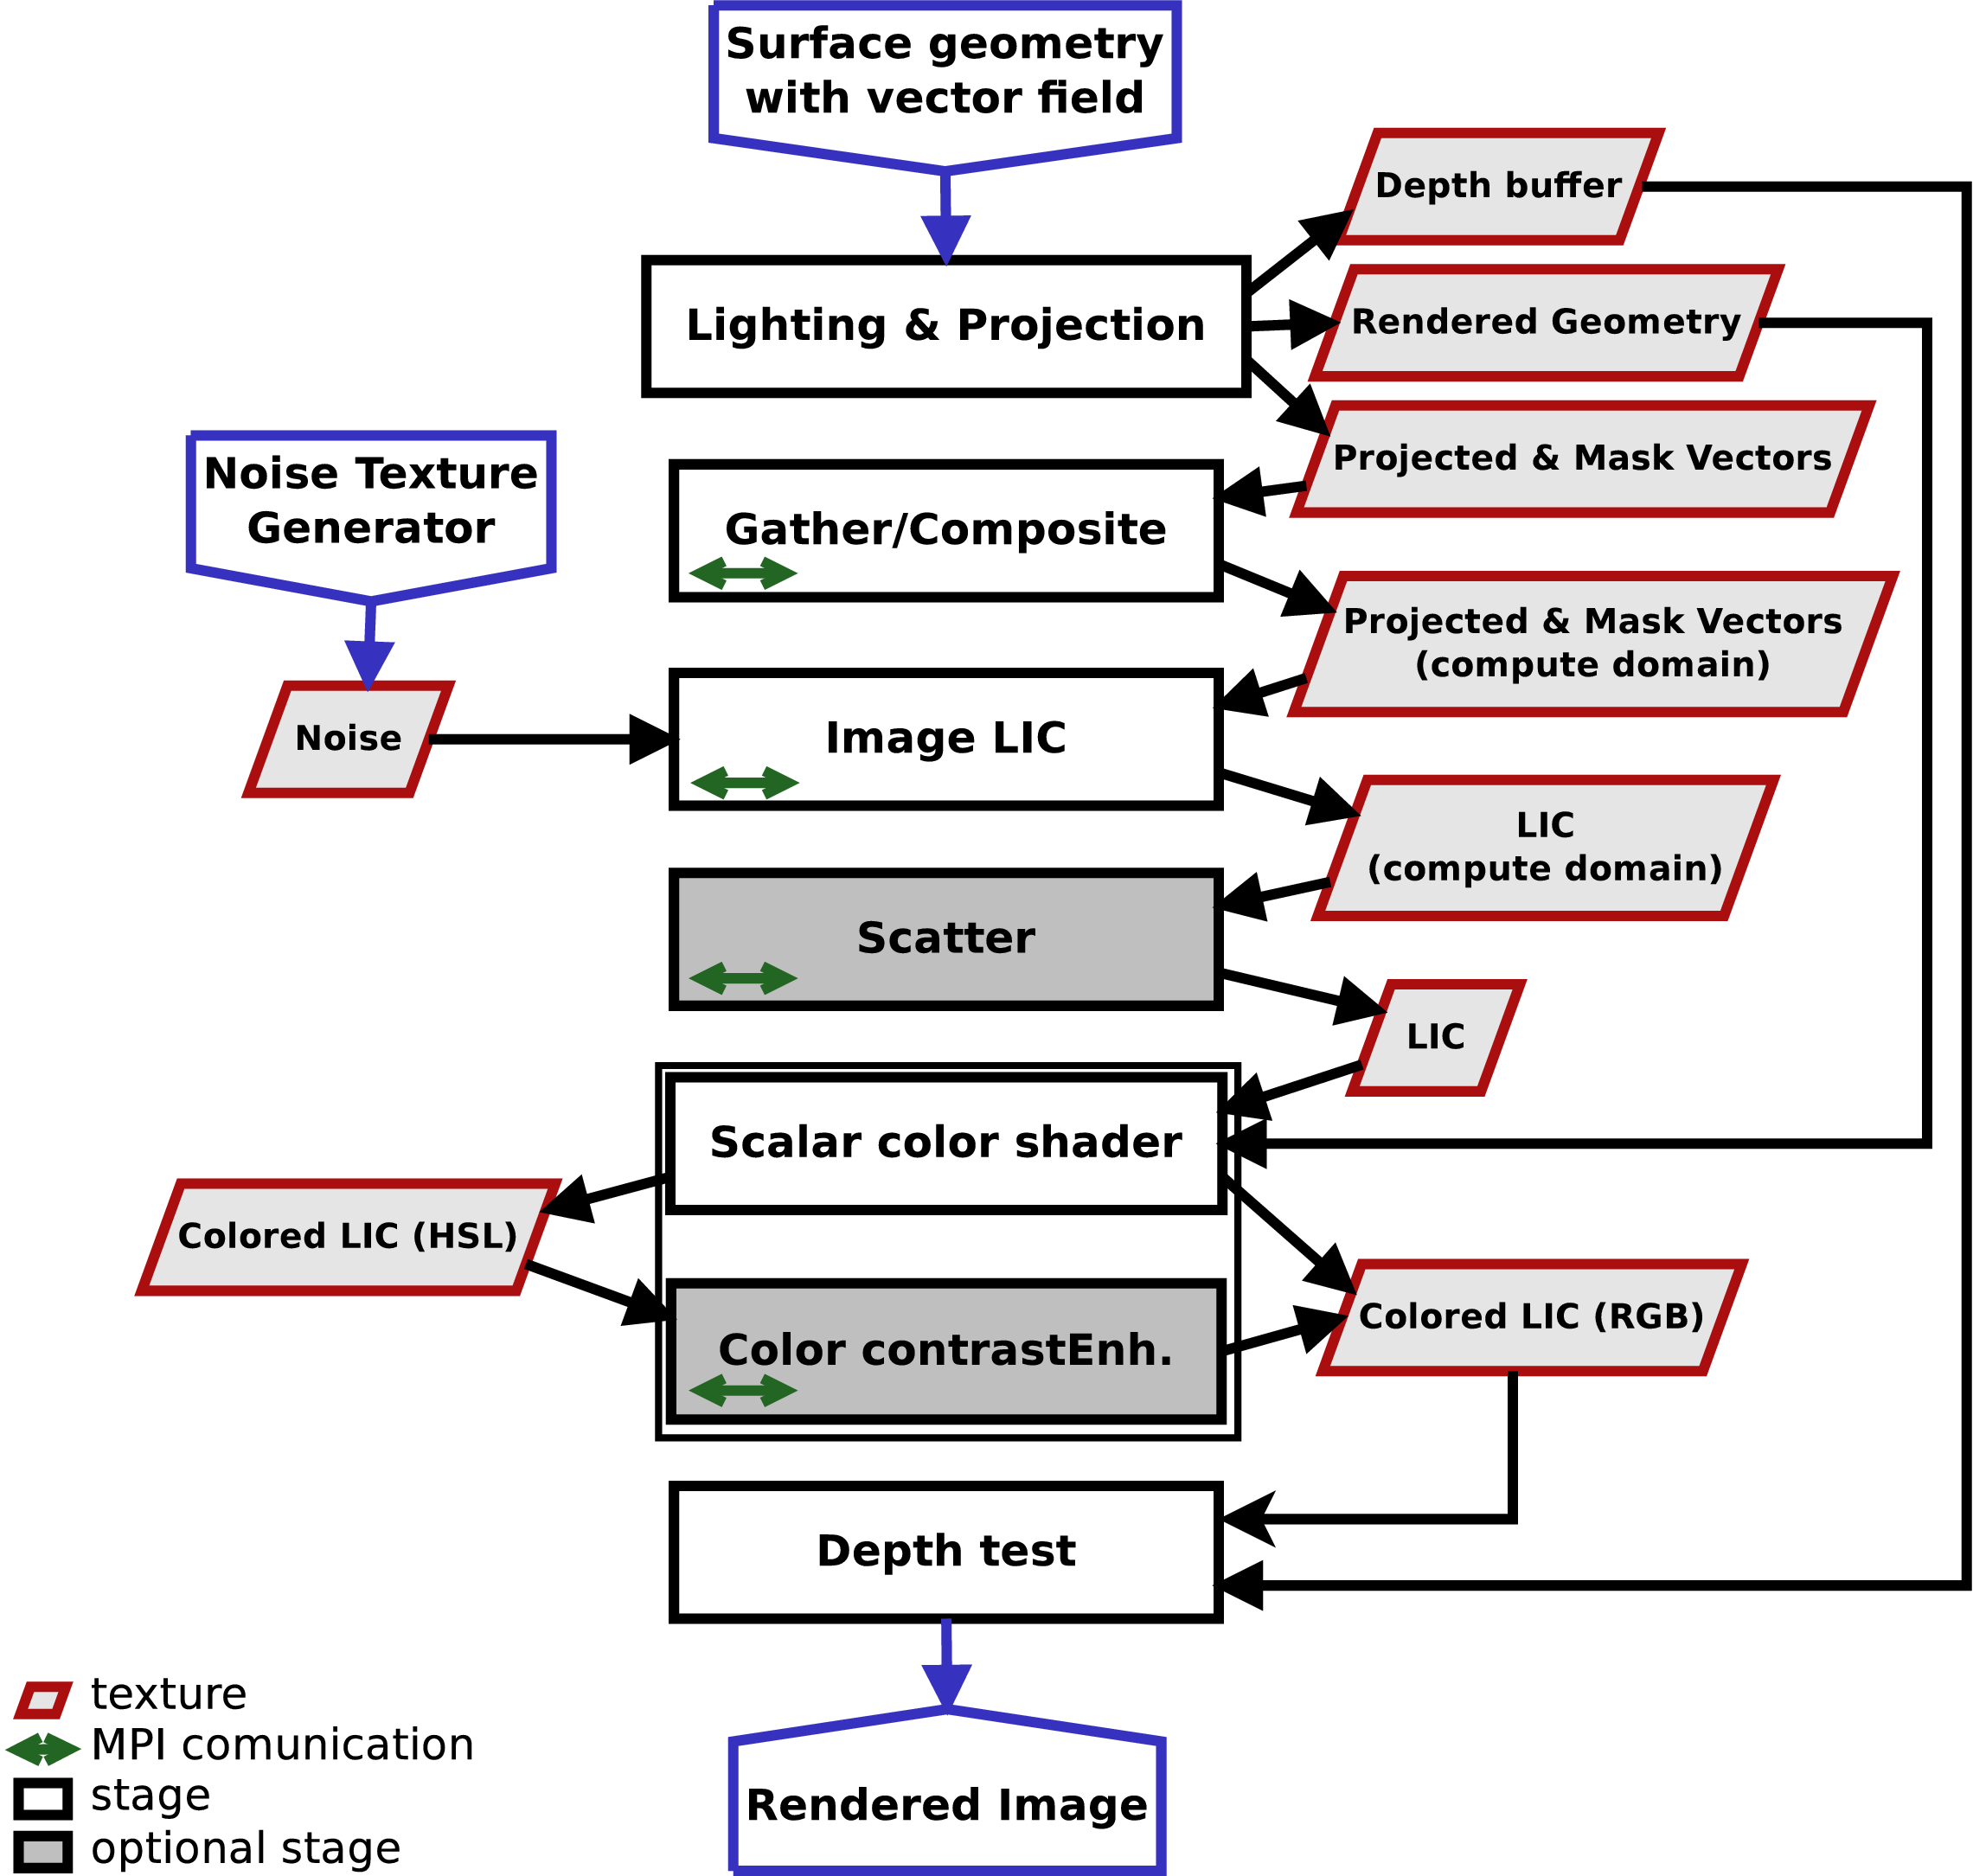 Surface geometry
with vector field
Depth buffer
Lighting & Projection
Rendered Geometry
Projected & Mask Vectors
Noise Texture
Generator
Gather/Composite
Projected & Mask Vectors
(compute domain)
Noise
Image LIC
LIC
(compute domain)
Scatter
LIC
Scalar color shader
Colored LIC (HSL)
Colored LIC (RGB)
Color contrastEnh.
Depth test
Rendered Image
texture
MPI comunication
stage
optional stage